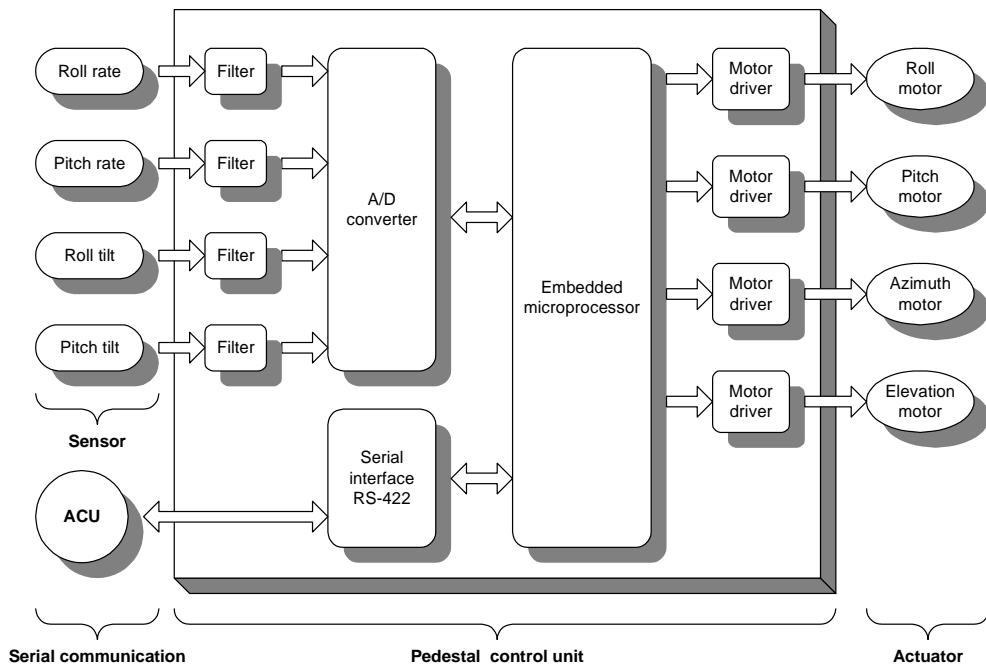 Roll rate
Filter
Pitch rate
Filter
Roll tilt
Filter
Pitch tilt
Filter
Sensor
ACU
A/D
converter
Serial
interface
RS-422
Embedded
microprocessor
Motor
driver
Roll
motor
Motor
driver
Pitch
motor
Motor
driver
Azimuth
motor
Motor
driver
Elevation
motor
Serial communication
Pedestal control unit
Actuator